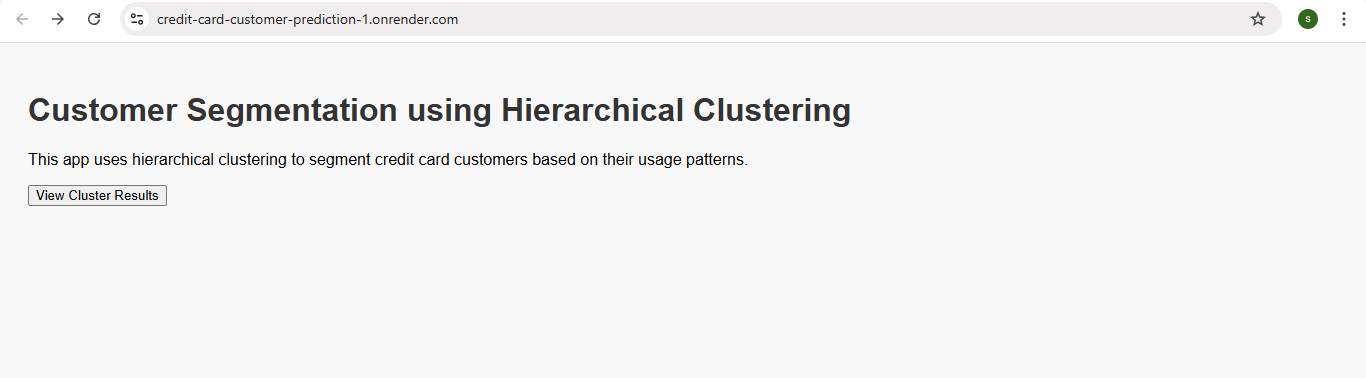 credit-card-customer-prediction-1.onrender.com
s
Customer Segmentation using Hierarchical Clustering
This app uses hierarchical clustering to segment credit card customers based on their usage patterns.
View Cluster Results